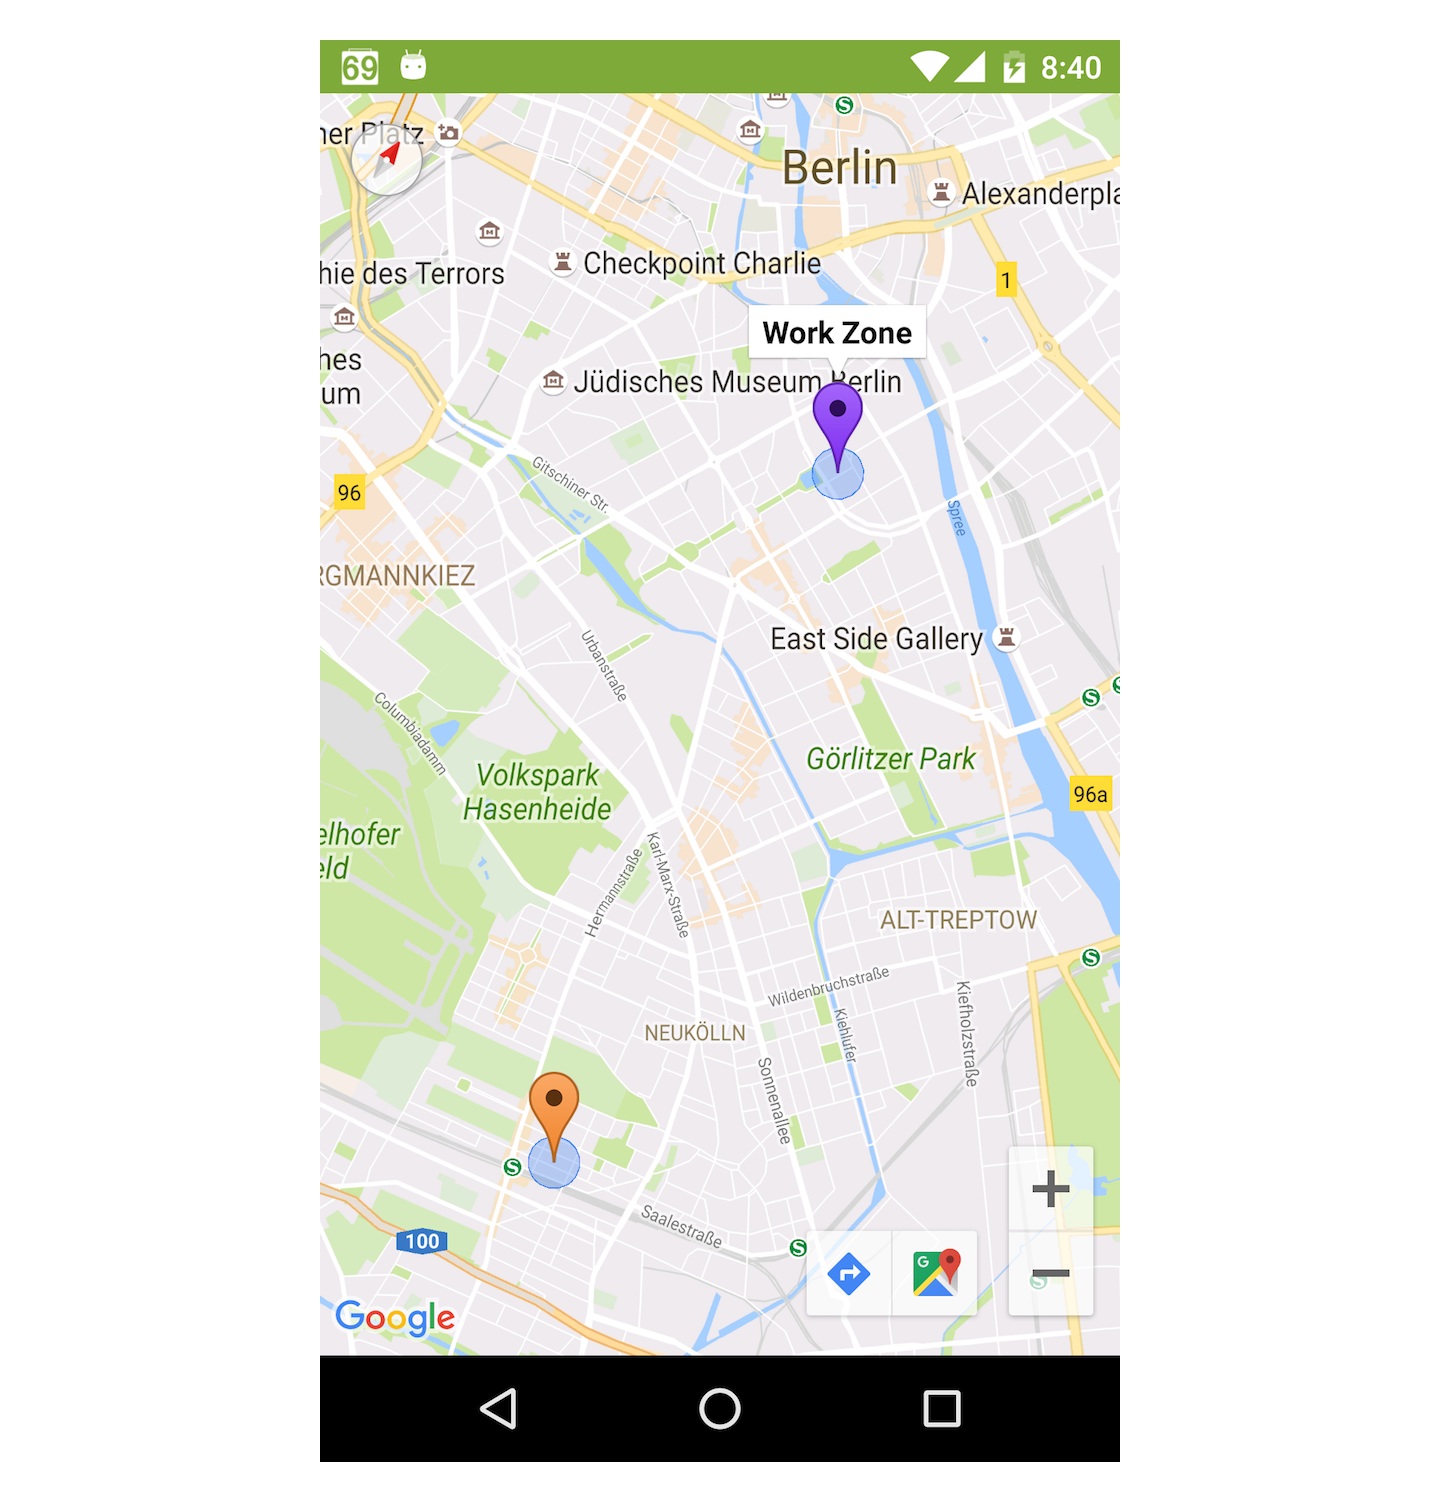 69
8:40
ner Platz
Berlin
Alexanderpla
Checkpoint Charlie
hie des Terrors
1
Work Zone
hes
um
Jüdisches Museum Berlin
Gitschiner Str.
96
Spree
RGMANNKIEZ
East Side Gallery
Urbanstraße
Columbiadamm
Görlitzer Park
Volkspark
Hasenheide
96a
elhofer
eld
Hermannstraße
Karl-Marx-Straße
ALT-TREPTOW
Wildenbruchstraße
Kiefholzstraße
Kiehlufer
NEUKÖLLN
Sonnenallee
Saalestraße
100
Google